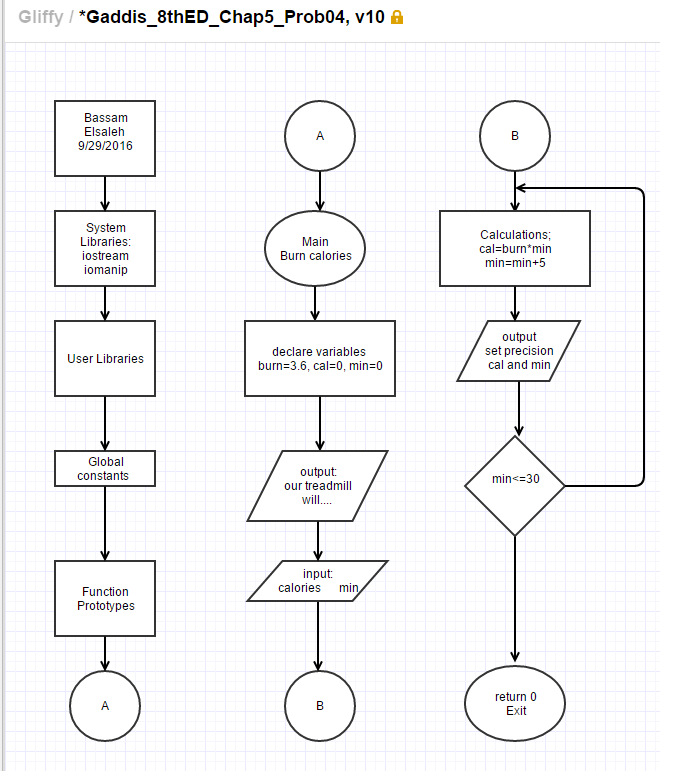 Gliffy / *Gaddis_8thED_Chap5_Prob04, v10
Bassam
Elsaleh
9/29/2016
System
Libraries:
iostream
iomanip
User Libraries
Global
constants
Function
Prototypes
A
A
Main
Burn calories
declare variables
burn=3.6, cal=0, min=0
output:
our treadmill
will....
input:
calories min
B
B
Calculations;
cal=burn*min
min=min+5
output
set precision
cal and min
min<=30
return 0
Exit